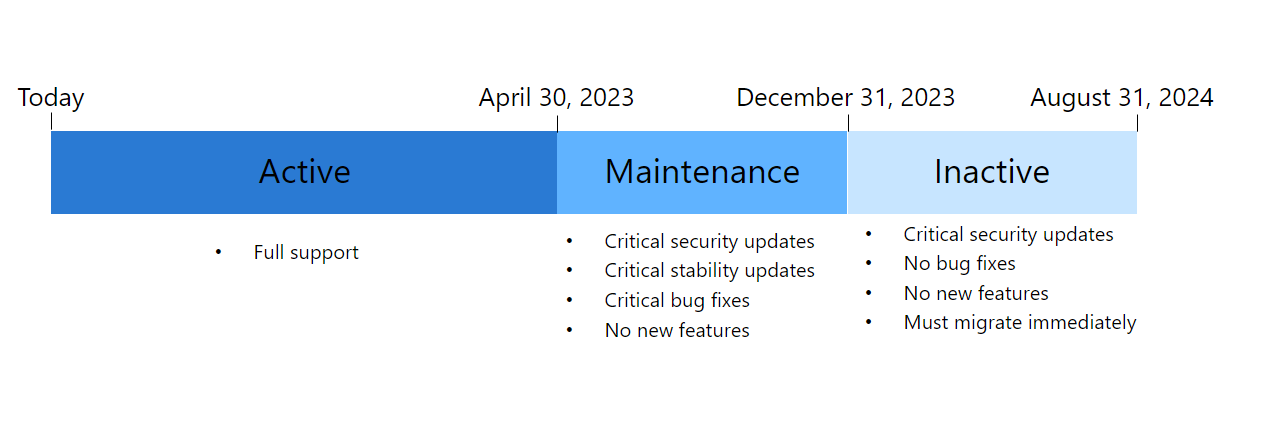 Today
April 30, 2023
December 31, 2023
August 31, 2024
Active
Maintenance
Inactive
• Full support
• Critical security updates
• Critical stability updates
• Critical bug fixes
• No new features
• Critical security updates
• No bug fixes
• No new features
• Must migrate immediately